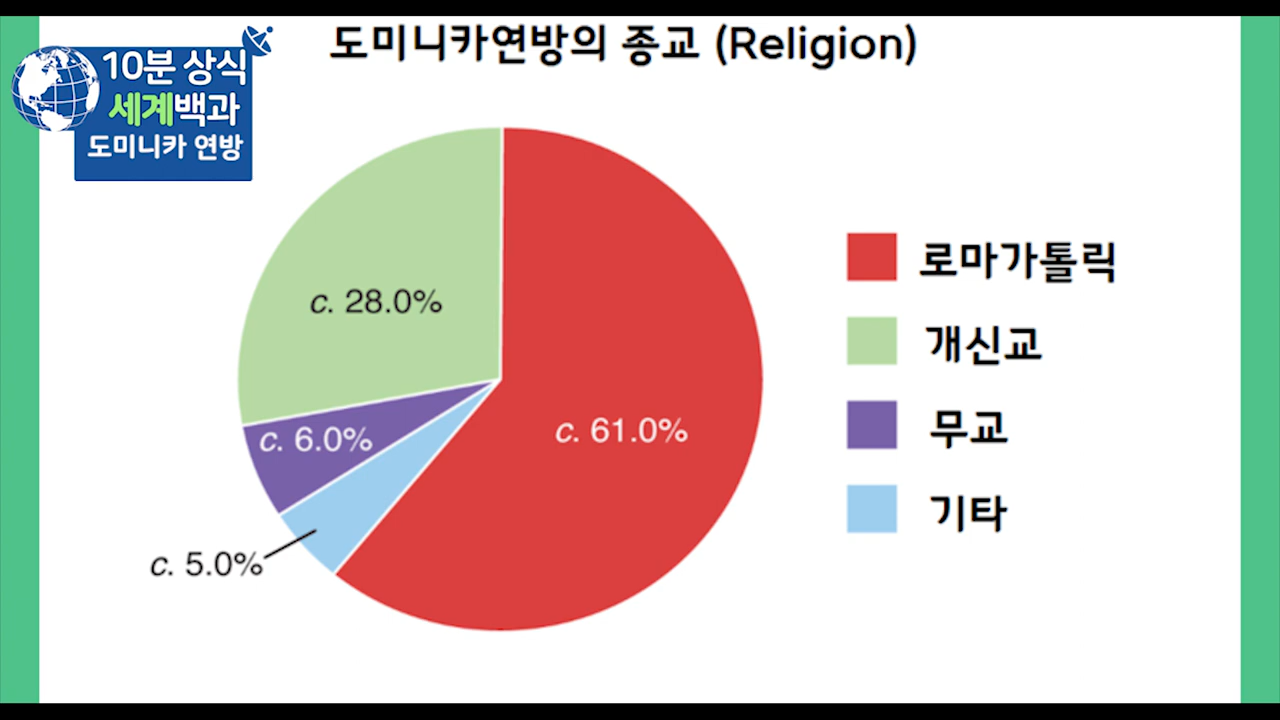 도미니카연방의 종교 (Religion)
10분 상식
세계백과
도미니카 연방
c. 28.0%
c. 6.0%
c. 5.0%
c. 61.0%
로마가톨릭
개신교
무교
기타